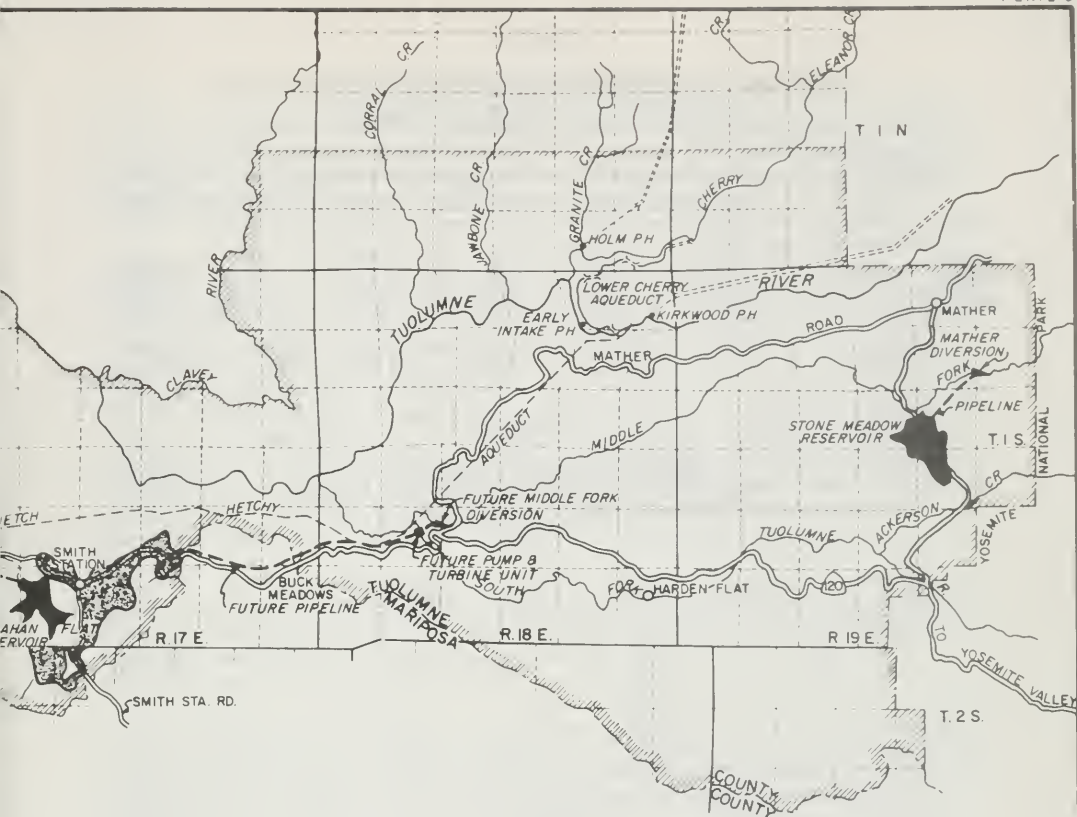 CR.
CR.
ELEANOR CR.
CORRAL
T I N
JAWBONE CR
GRANITE CR
CHERRY
HOLM PH
RIVER
LOWER CHERRY
AQUEDUCT
RIVER
TUOLUMNE
EARLY
INTAKE PH
KIRKWOOD PH
MATHER
ROAD
MATHER
MATHER
DIVERSION
FORK
PARK
CLAVEY
PIPELINE
STONE MEADOW
RESERVOIR
T.I S.
NATIONAL
AQUEDUCT
MIDDLE
CR
ETCH
HETCHY
FUTURE MIDDLE FORK
DIVERSION
TUOLUMNE
ACKERSON
YOSEMITE
SMITH
STATION
FUTURE PUMP &
TURBINE UNIT
BUCK
MEADOWS
FUTURE PIPELINE
SOUTH
FORK
HARDEN FLAT
120
R.
TUOLUMNE
MARIPOSA
AHAN FLAT
ERVOIR
R.17 E.
R.18 E.
R 19 E.
TO
YOSEMITE VALLEY
SMITH STA. RD.
T. 2 S.
COUNTY
COUNTY